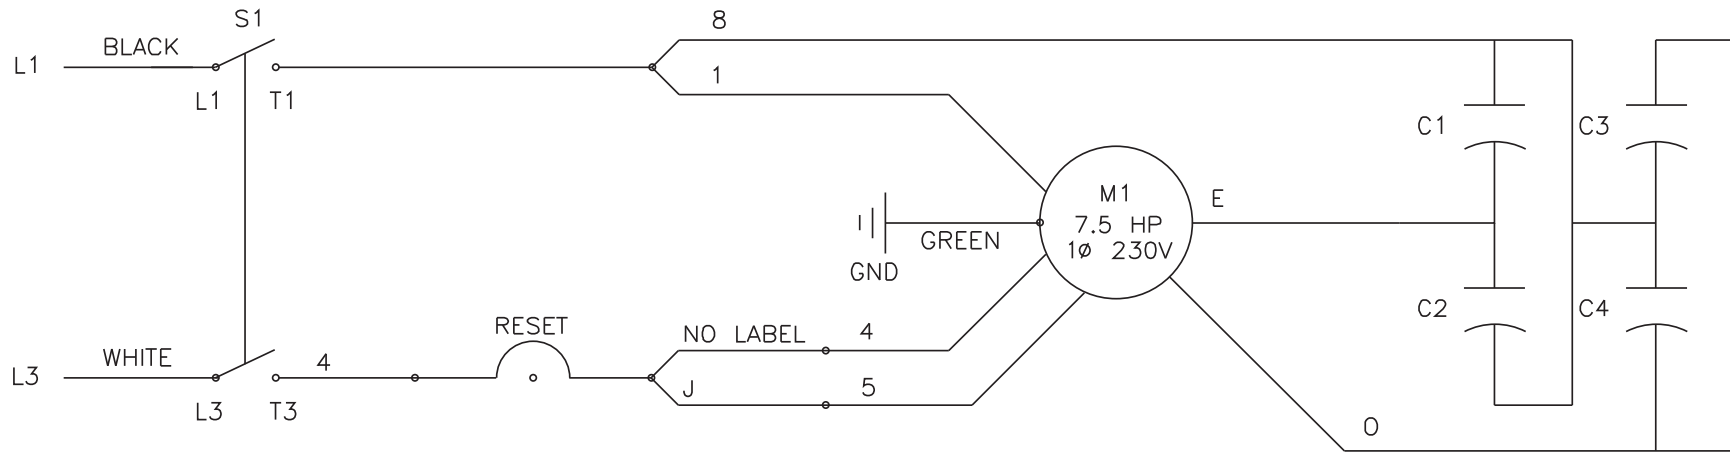 S1
8
L1
BLACK
L1
T1
1
C1
C3
M1
7.5 HP
1ø 230V
E
GREEN
GND
C2
C4
RESET
NO LABEL
4
L3
WHITE
4
L3
T3
J
5
O